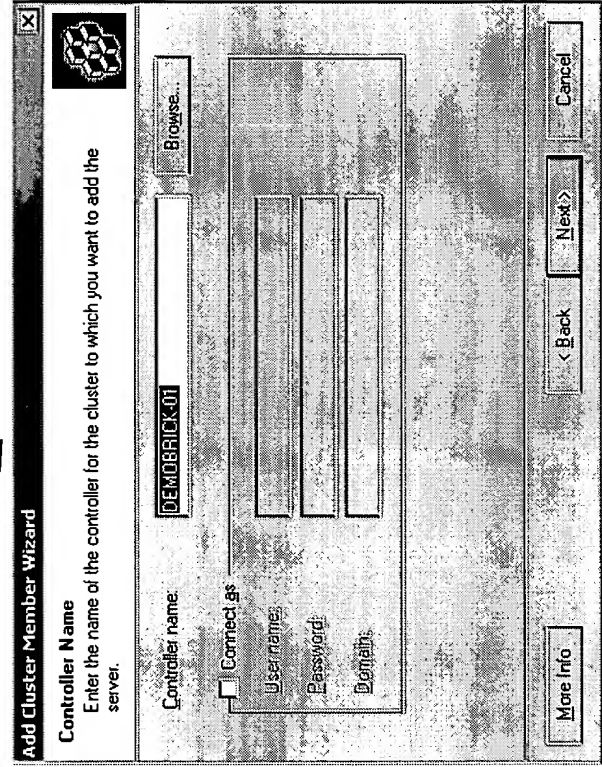 Add Cluster Member Wizard
Controller Name
Enter the name of the controller for the cluster to which you want to add the
server.
Controller name:
DEMOBRICK-01
Browse...
Connect as
User name:
Password:
Domain:
More Info
< Back
Next>
Cancel